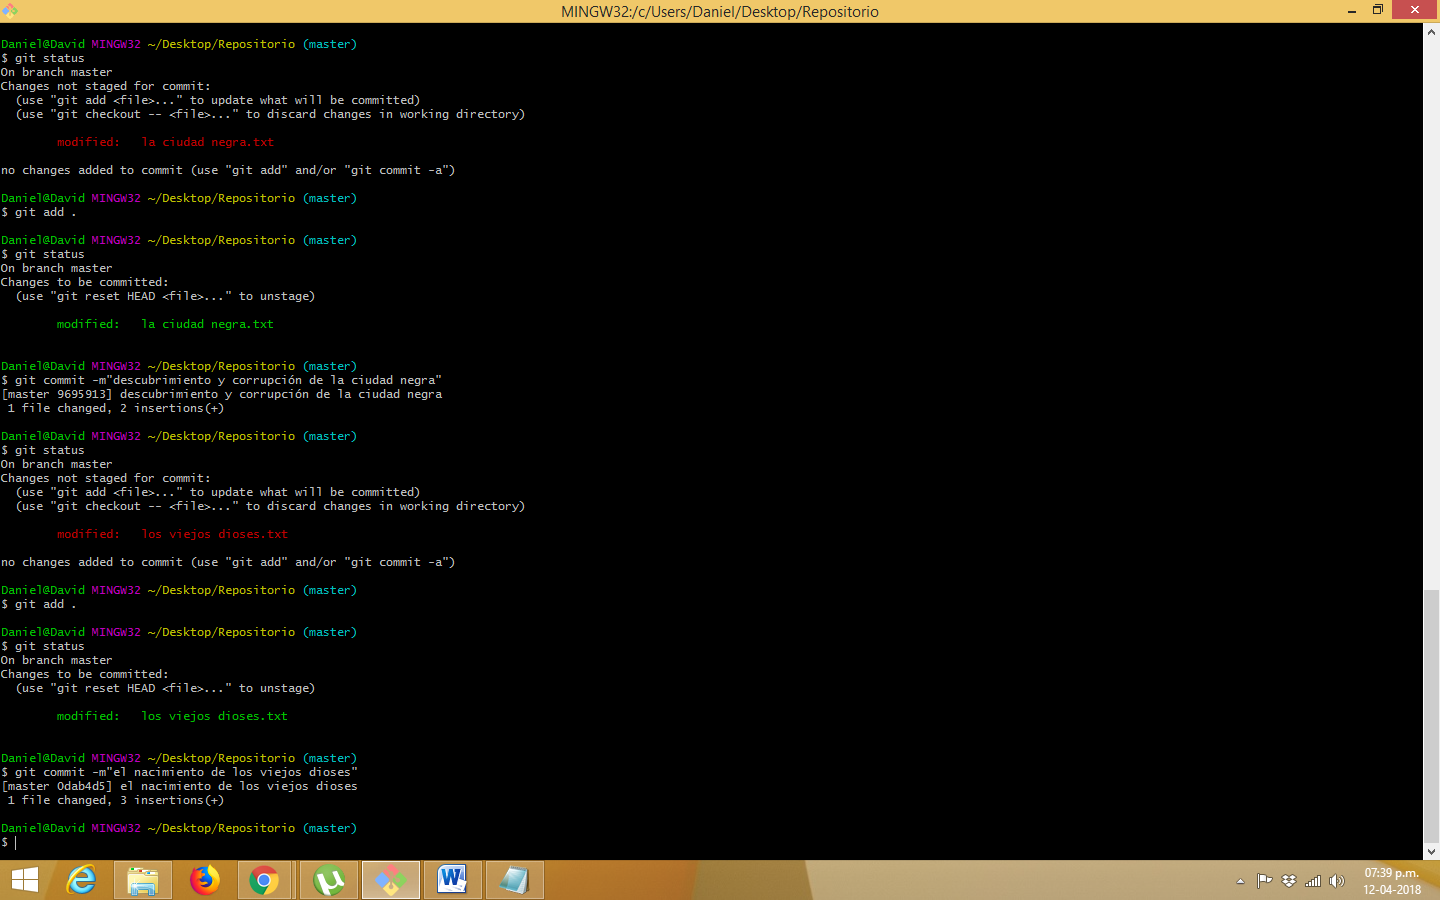 MINGW32:/c/Users/Daniel/Desktop/Repositorio
Daniel@David MINGW32 ~/Desktop/Repositorio (master)
$ git status
On branch master
Changes not staged for commit:
  (use "git add <file>..." to update what will be committed)
  (use "git checkout -- <file>..." to discard changes in working directory)
        modified:   la ciudad negra.txt
no changes added to commit (use "git add" and/or "git commit -a")
Daniel@David MINGW32 ~/Desktop/Repositorio (master)
$ git add .
Daniel@David MINGW32 ~/Desktop/Repositorio (master)
$ git status
On branch master
Changes to be committed:
  (use "git reset HEAD <file>..." to unstage)
        modified:   la ciudad negra.txt
Daniel@David MINGW32 ~/Desktop/Repositorio (master)
$ git commit -m"descubrimiento y corrupción de la ciudad negra"
[master 9695913] descubrimiento y corrupción de la ciudad negra
 1 file changed, 2 insertions(+)
Daniel@David MINGW32 ~/Desktop/Repositorio (master)
$ git status
On branch master
Changes not staged for commit:
  (use "git add <file>..." to update what will be committed)
  (use "git checkout -- <file>..." to discard changes in working directory)
        modified:   los viejos dioses.txt
no changes added to commit (use "git add" and/or "git commit -a")
Daniel@David MINGW32 ~/Desktop/Repositorio (master)
$ git add .
Daniel@David MINGW32 ~/Desktop/Repositorio (master)
$ git status
On branch master
Changes to be committed:
  (use "git reset HEAD <file>..." to unstage)
        modified:   los viejos dioses.txt
Daniel@David MINGW32 ~/Desktop/Repositorio (master)
$ git commit -m"el nacimiento de los viejos dioses"
[master 0dab4d5] el nacimiento de los viejos dioses
 1 file changed, 3 insertions(+)
Daniel@David MINGW32 ~/Desktop/Repositorio (master)
$
07:39 p.m.
12-04-2018